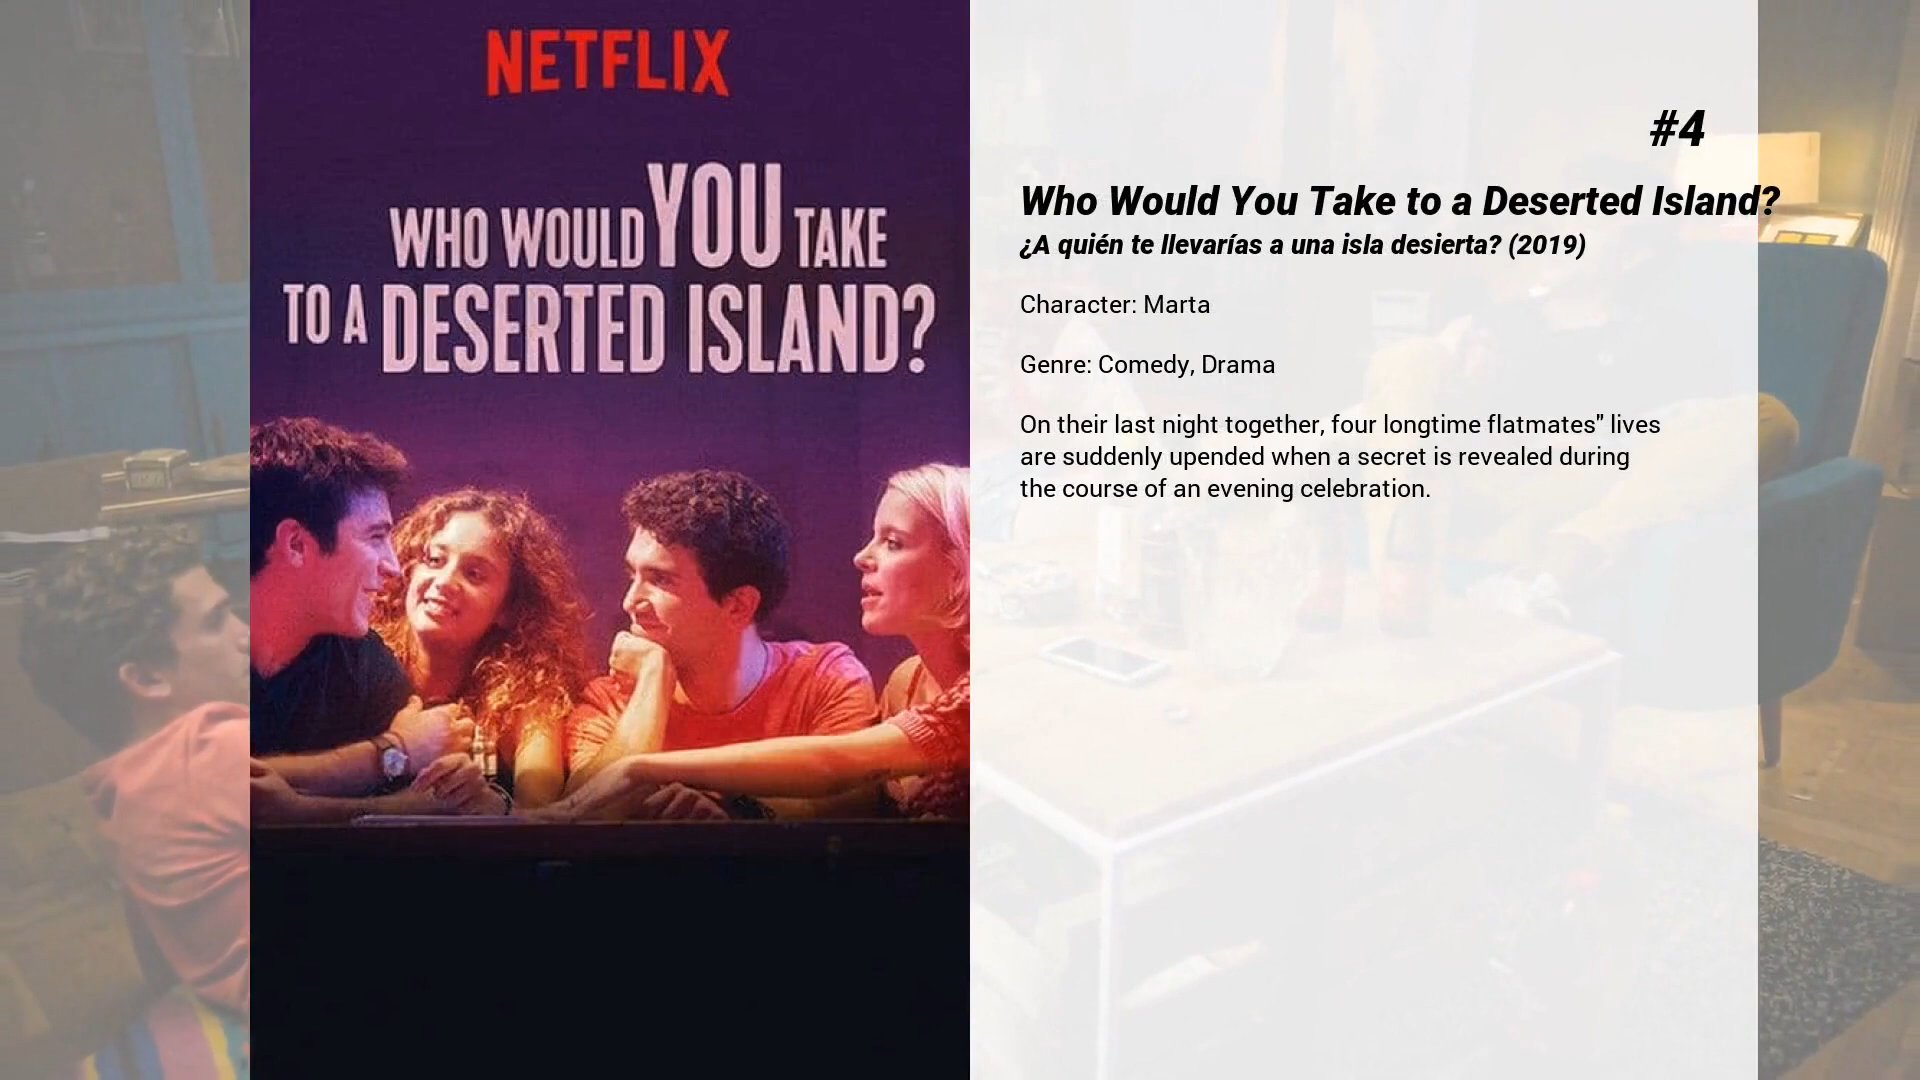 NETFLIX
WHO WOULD YOU TAKE
TO A DESERTED ISLAND?
#4
Who Would You Take to a Deserted Island?
¿A quién te llevarías a una isla desierta? (2019)
Character: Marta
Genre: Comedy, Drama
On their last night together, four longtime flatmates" lives
are suddenly upended when a secret is revealed during
the course of an evening celebration.